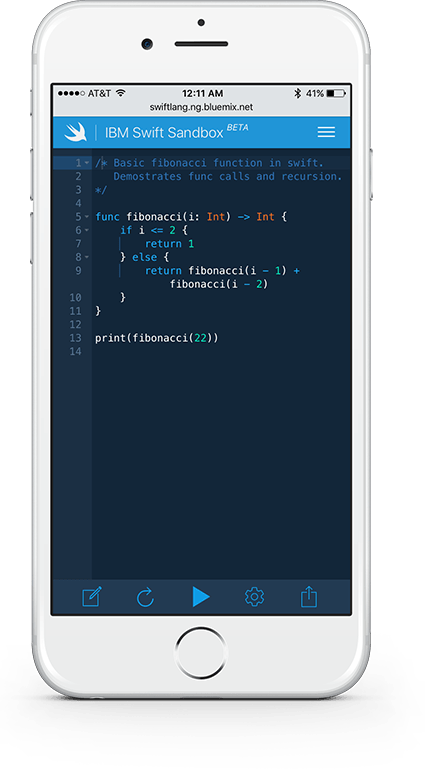 AT&T 12:11 AM 41%
swiftlang.ng.bluemix.net
IBM Swift Sandbox BETA
1 /* Basic fibonacci function in swift.
2 Demostrates func calls and recursion.
3 */
4
5 func fibonacci(i: Int) -> Int {
6 if i <= 2 {
7 return 1
8 } else {
9 return fibonacci(i - 1) +
fibonacci(i - 2)
10 }
11 }
12
13 print(fibonacci(22))
14